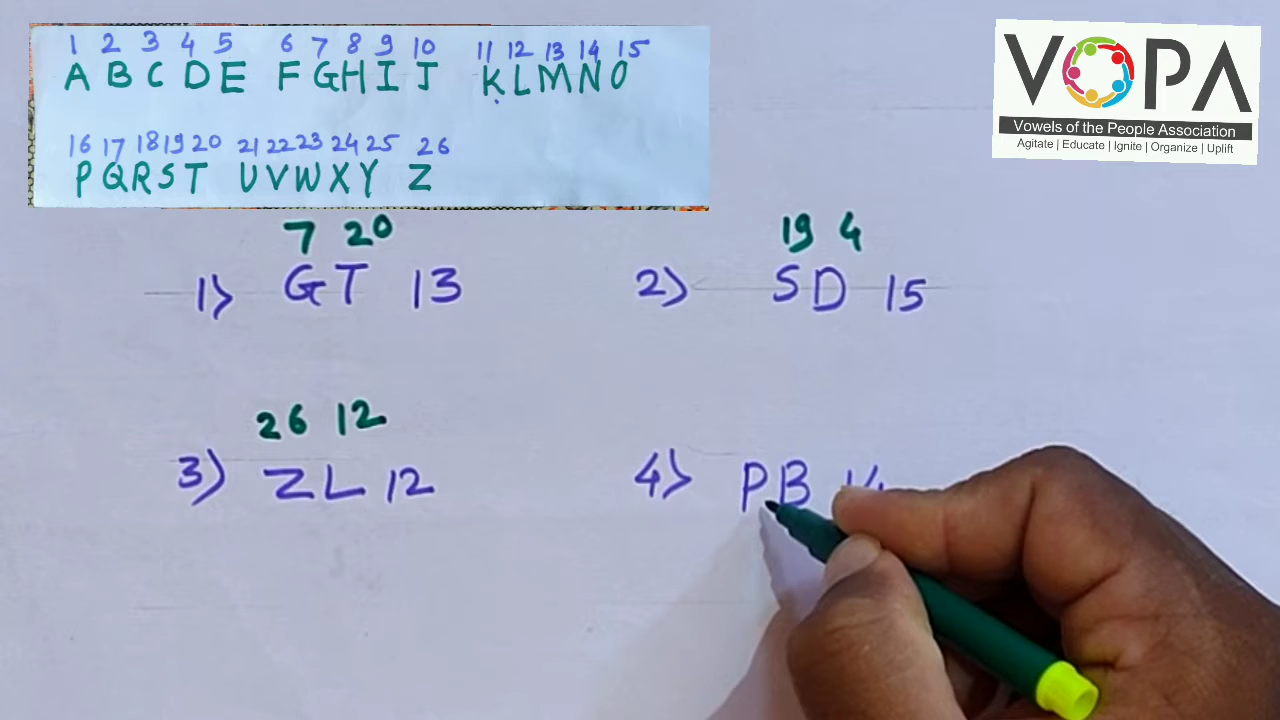 1 2 3 4 5 6 7 8 9 10 11 12 13 14 15
A B C D E F G H I J K L M N O
16 17 18 19 20 21 22 23 24 25 26
P Q R S T U V W X Y Z
VOPA
Vowels of the People Association
Agitate | Educate | Ignite | Organize | Uplift
7 20 19 4
1) GT 13 2) SD 15
26 12
3) ZL 12 4) PB